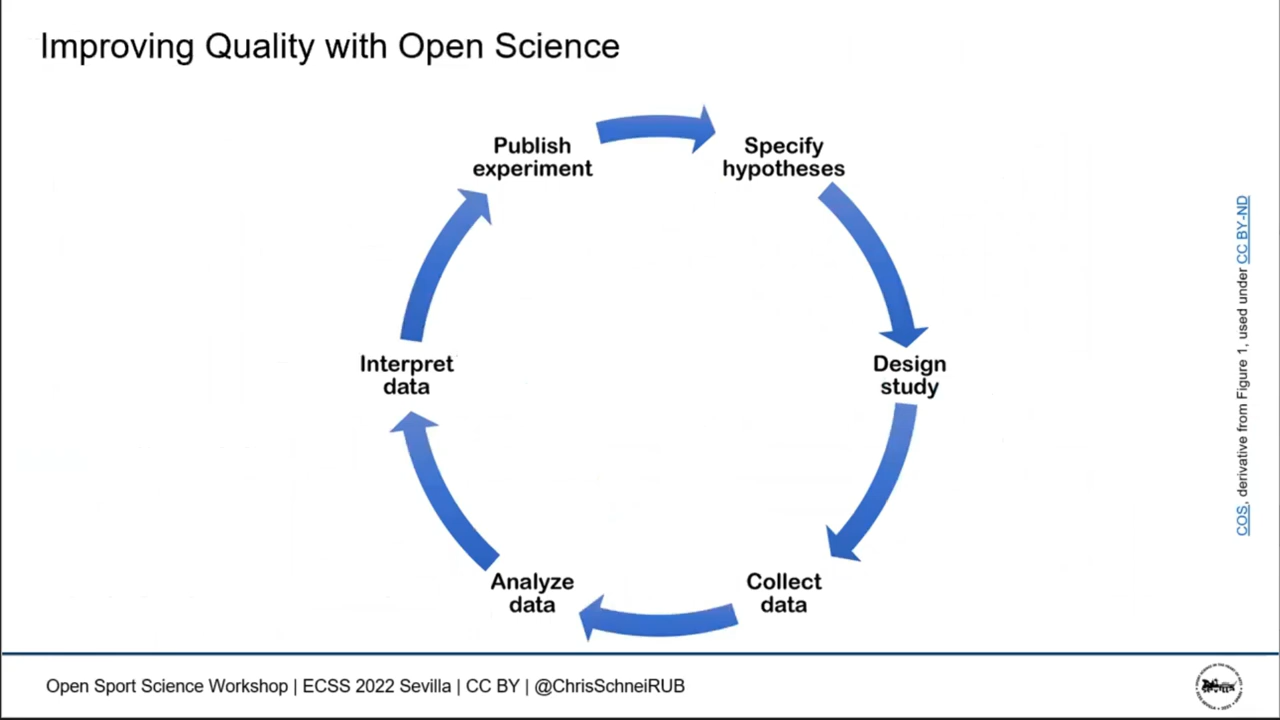 Improving Quality with Open Science
Publish
experiment
Specify
hypotheses
Design
study
Collect
data
Analyze
data
Interpret
data
COS, derivative from Figure 1, used under CC BY-ND
Open Sport Science Workshop | ECSS 2022 Sevilla | CC BY | @ChrisSchneiRUB